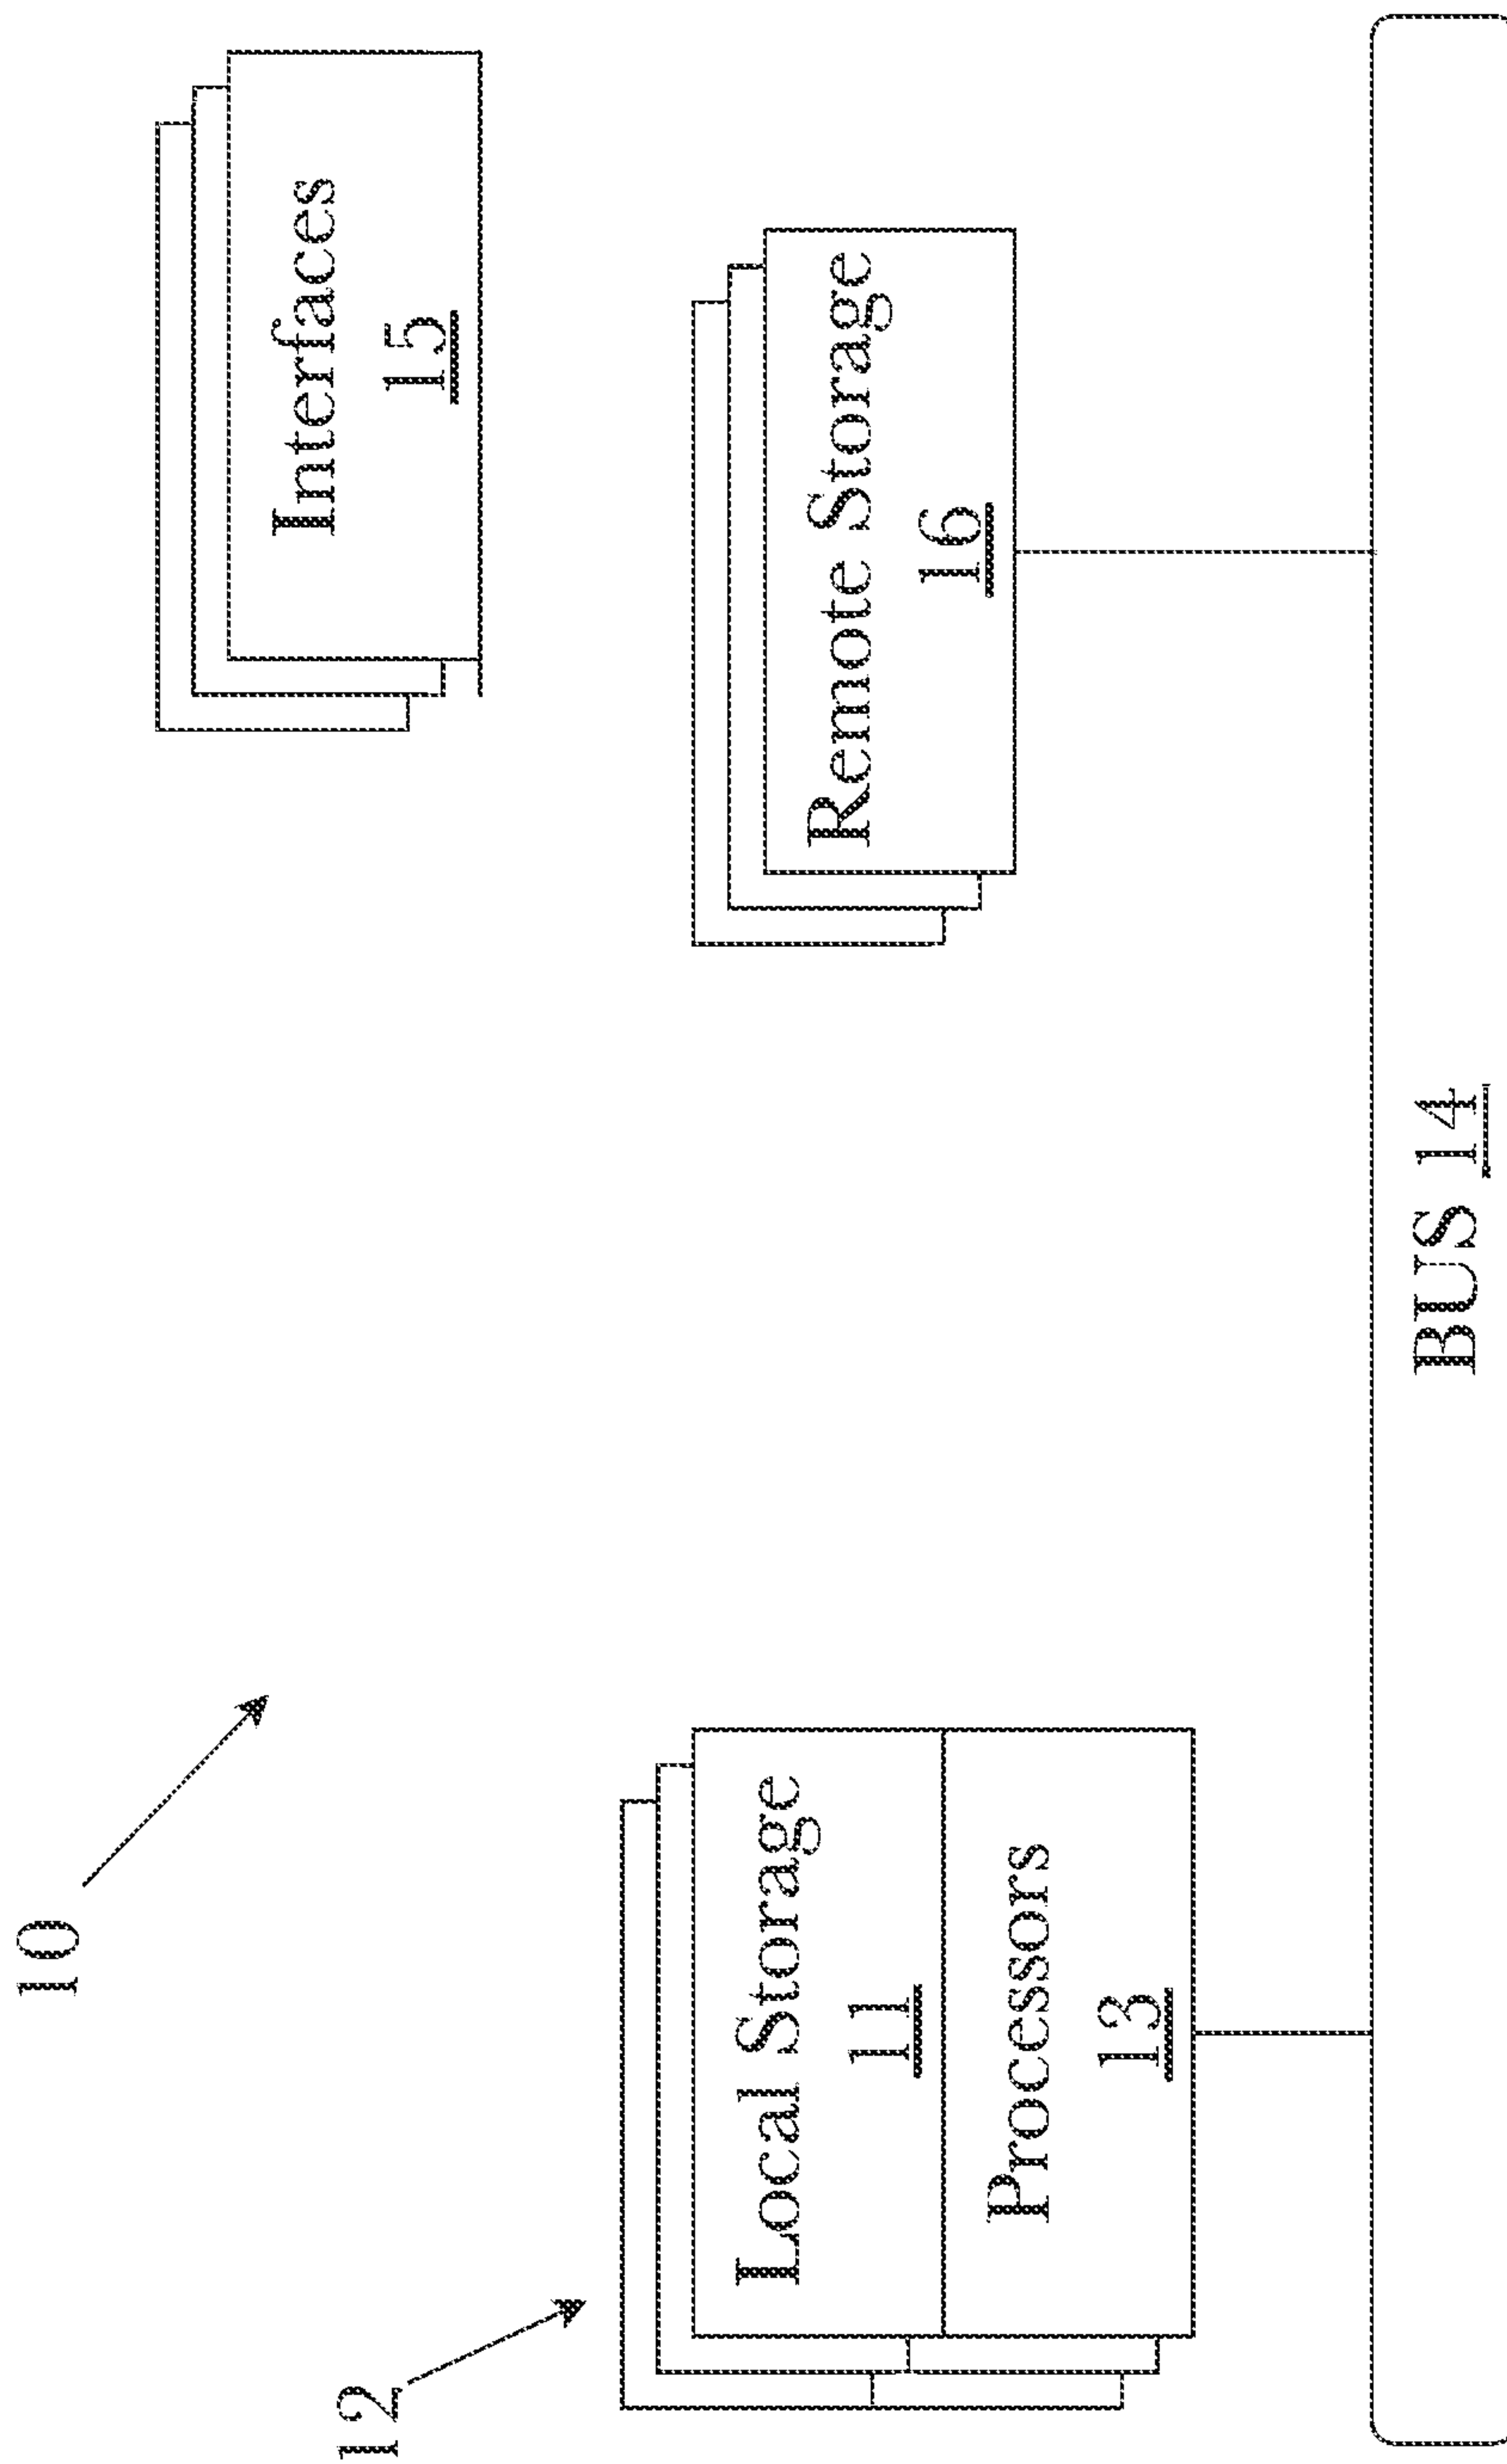 10
12
Interfaces
15
Local Storage
11
Remote Storage
16
Processors
13
BUS 14